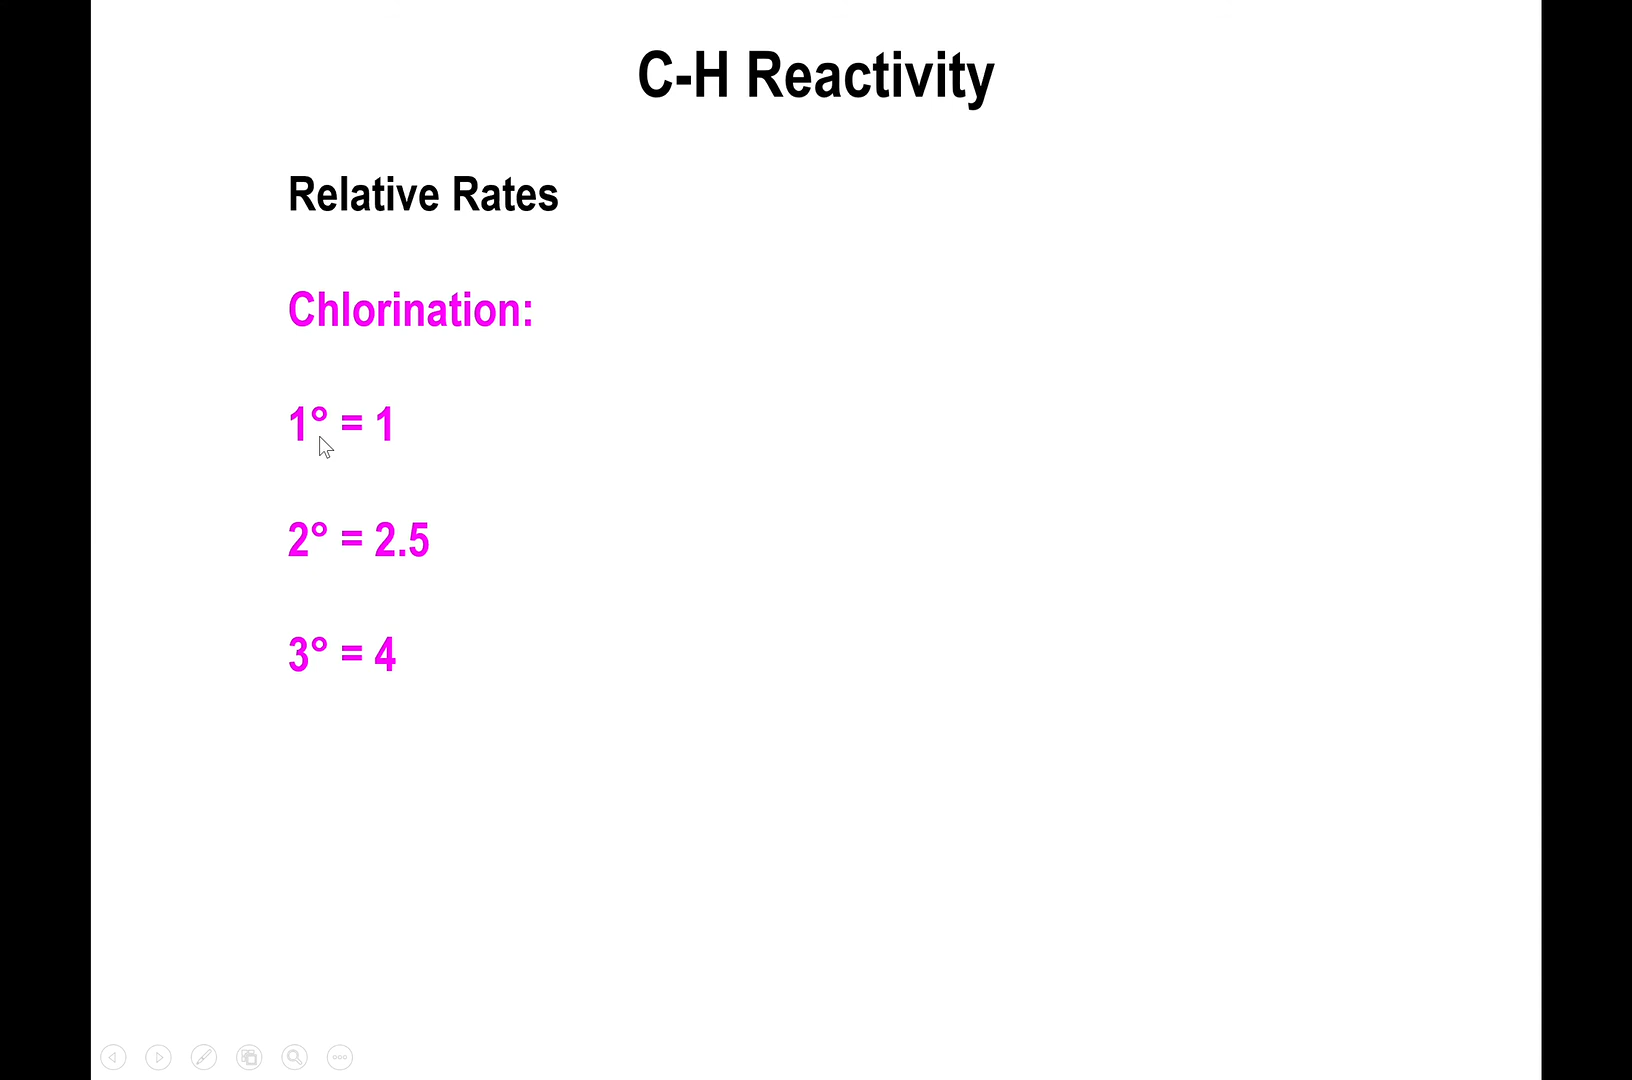 C-H Reactivity
Relative Rates
Chlorination:
1° = 1
2° = 2.5
3° = 4